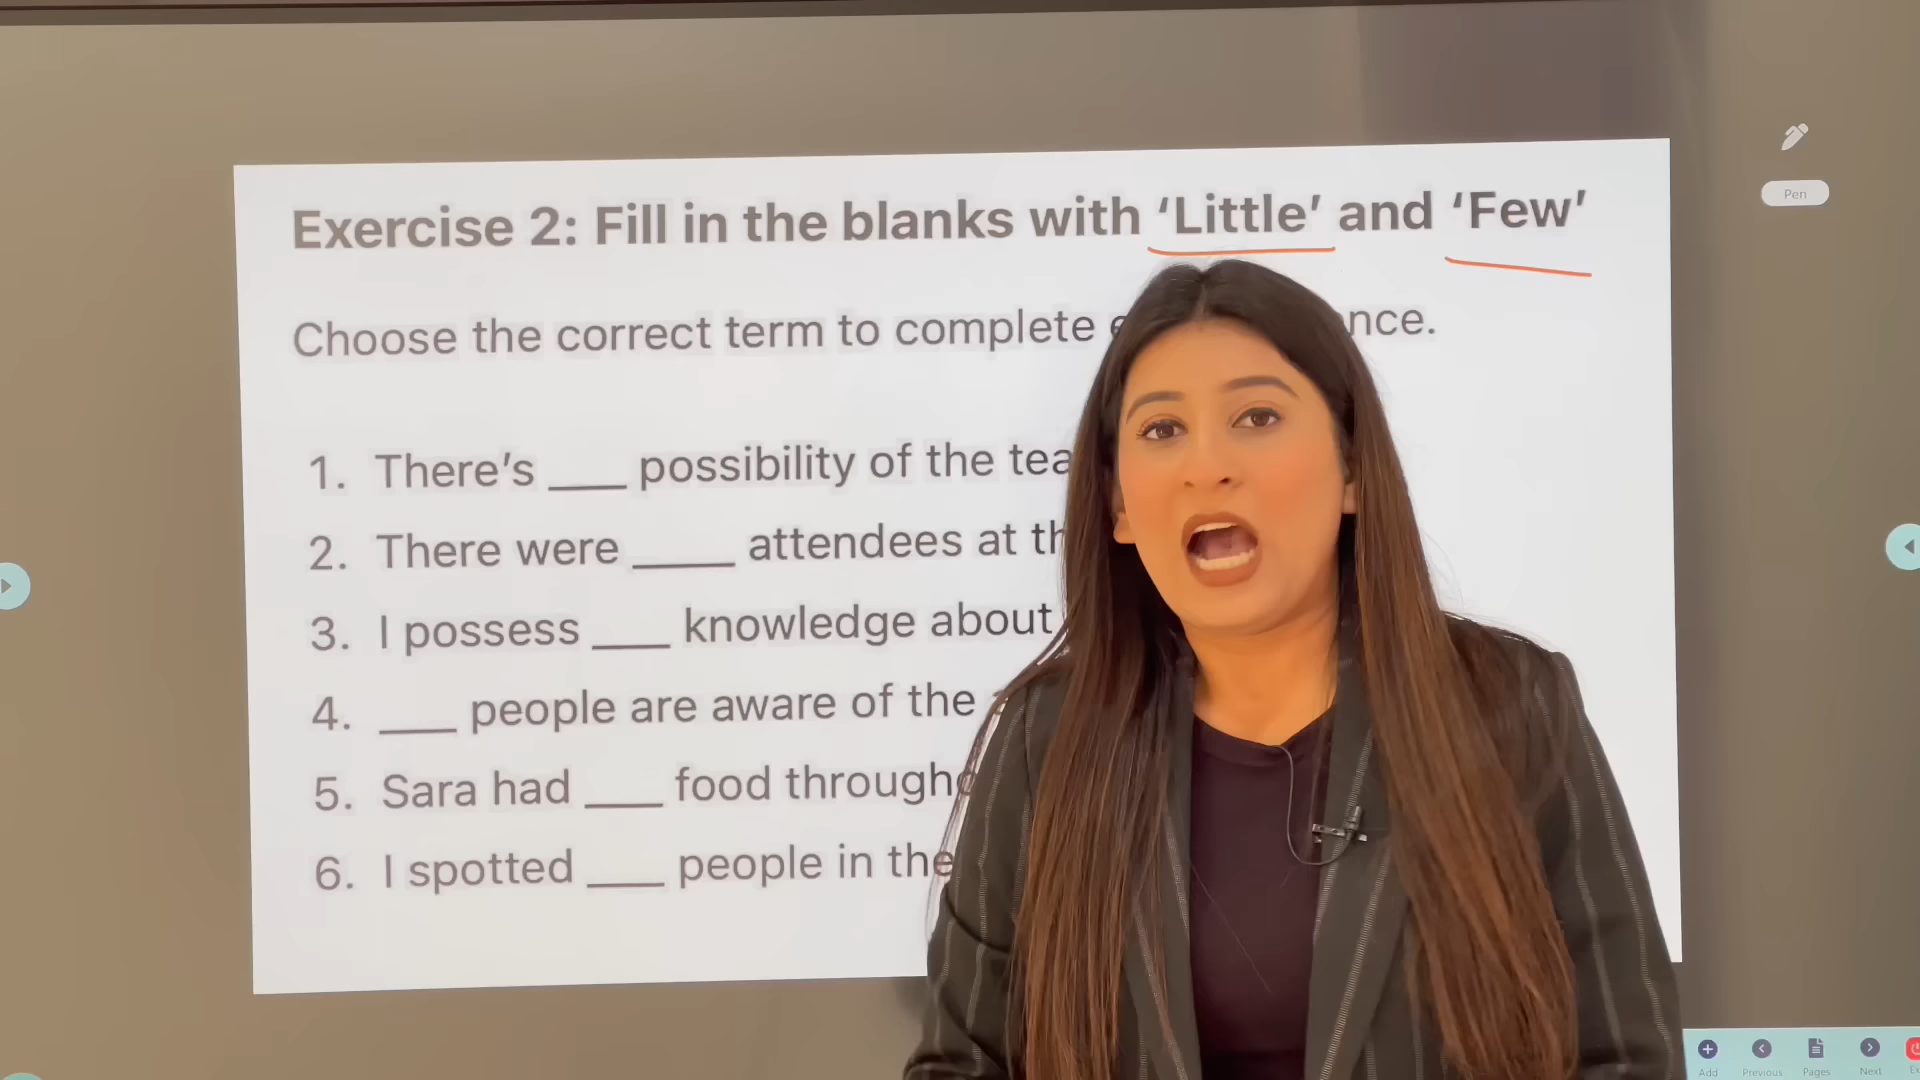 Exercise 2: Fill in the blanks with ‘Little’ and ‘Few’
Pen
Choose the correct term to complete nce.
1. There’s ___ possibility of the tea
2. There were ____ attendees at th
3. I possess ___ knowledge about
4. ___ people are aware of the
5. Sara had ___ food througho
6. I spotted ___ people in the
Add Previous Pages Next Ex